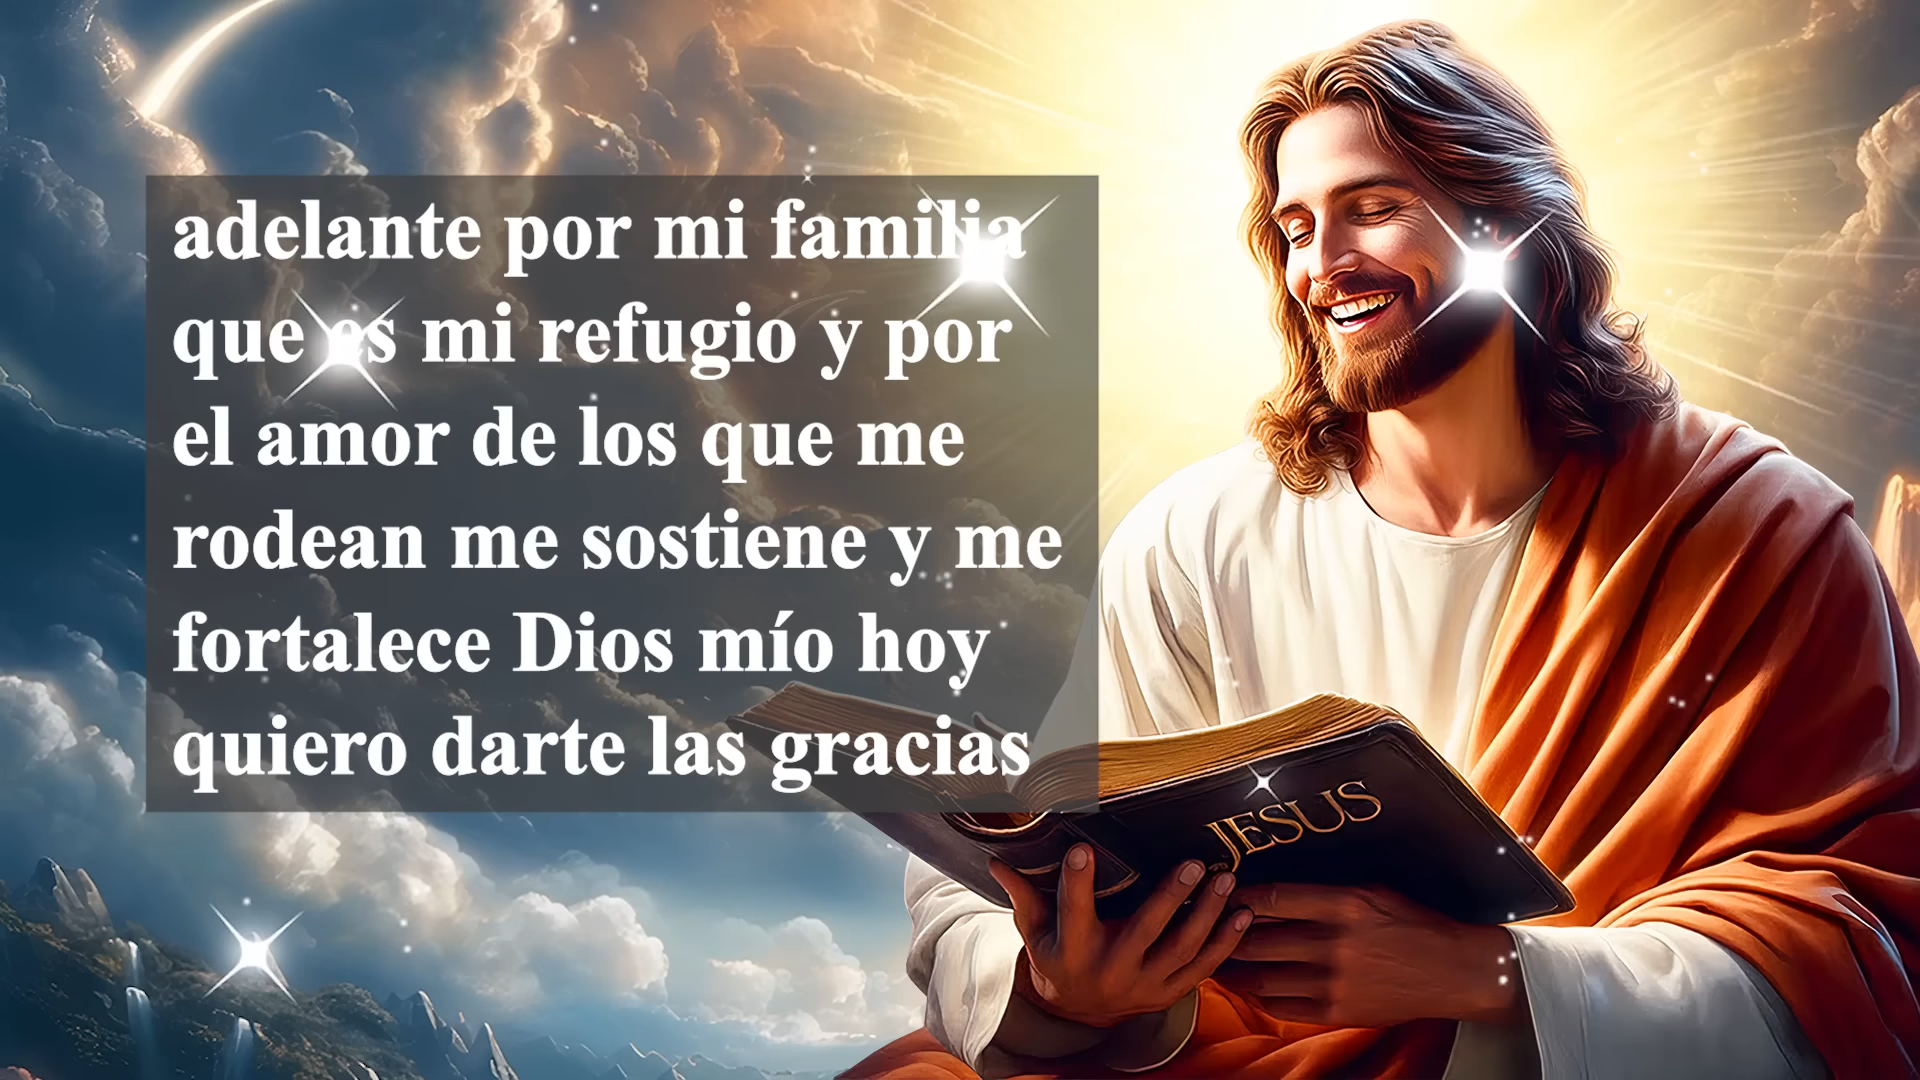 adelante por mi familia
que es mi refugio y por
el amor de los que me
rodean me sostiene y me
fortalece Dios mío hoy
quiero darte las gracias
JESUS